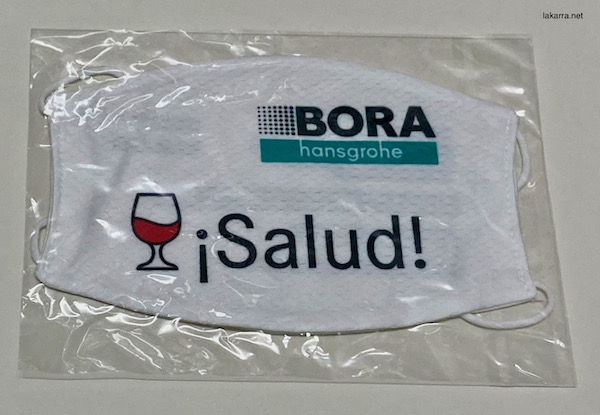 lakarra.net
BORA
hansgrohe
¡Salud!